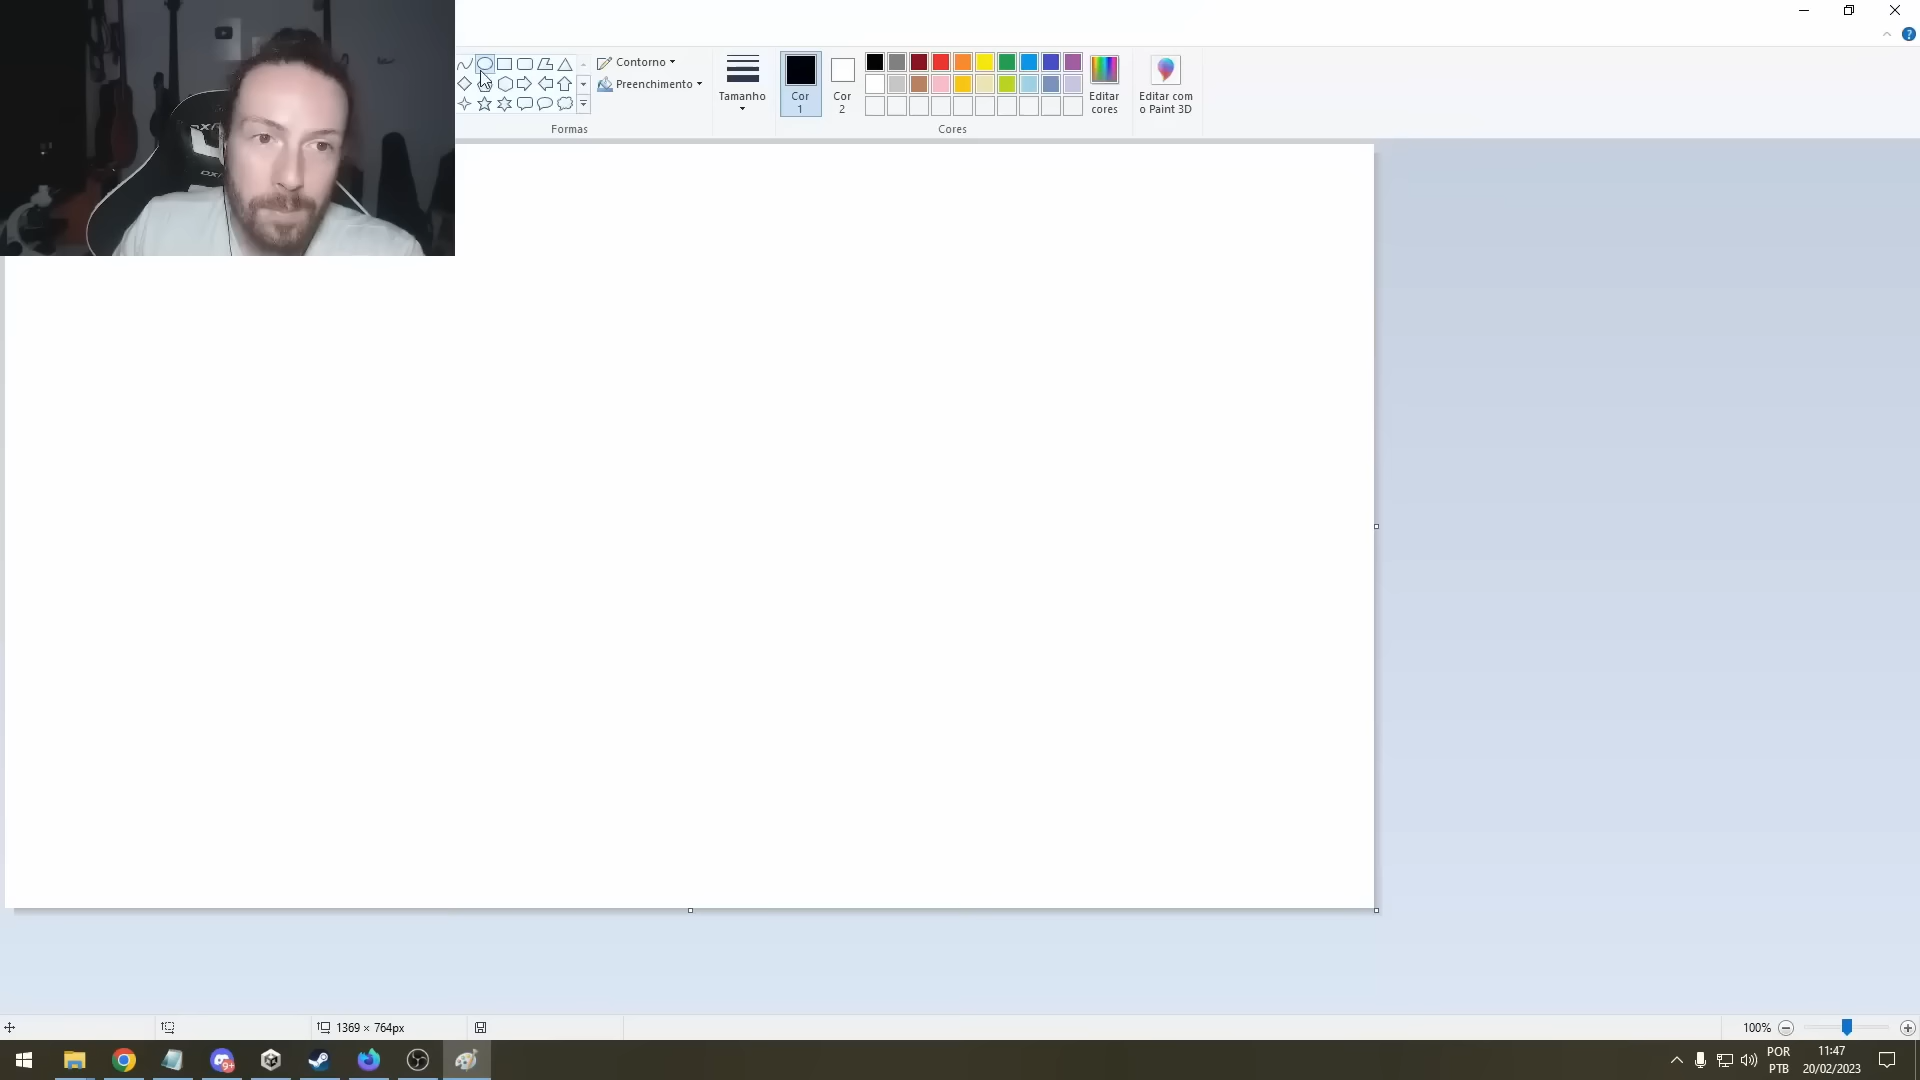 Contorno
Preenchimento
Tamanho
Cor
1
Cor
2
Editar
cores
Editar com
o Paint 3D
Formas
Cores
1369 × 764px
100%
9+
POR
PTB
11:47
20/02/2023